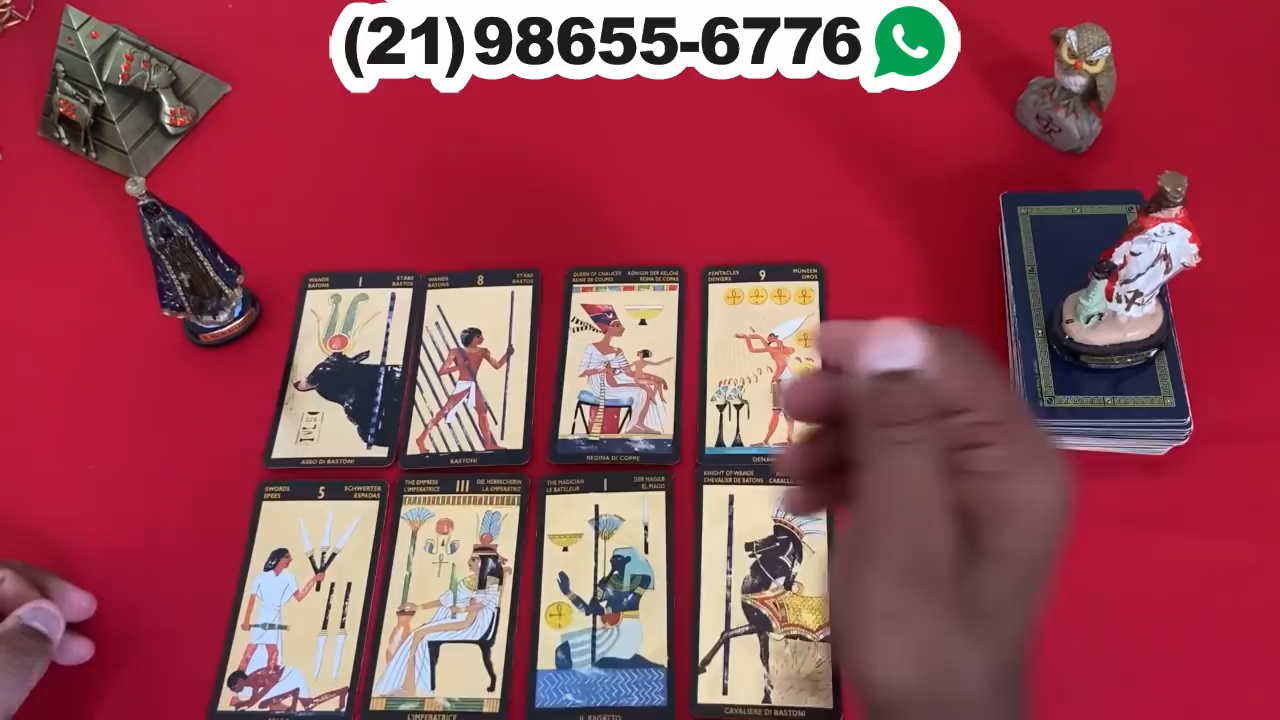 (21)98655-6776
WANDS
BATONS
I
STÄBE
BASTOS
ASSO DI BASTONI
WANDS
BATONS
8
STÄBE
BASTOS
BASTONI
QUEEN OF CHALICES
REINE DE COUPES
KÖNIGIN DER KELCHE
REINA DE COPAS
REGINA DI COPPE
PENTACLES
DENIERS
9
MÜNZEN
OROS
SWORDS
EPEES
5
SCHWERTER
ESPADAS
THE EMPRESS
L'IMPERATRICE
III
DIE HERRSCHERIN
LA EMPERATRIZ
L'IMPERATRICE
THE MAGICIAN
LE BATELEUR
I
DER MAGIER
EL MAGO
IL BAGATTO
KNIGHT OF WANDS
CHEVALIER DE BATONS
CAVALIERE DI BASTONI